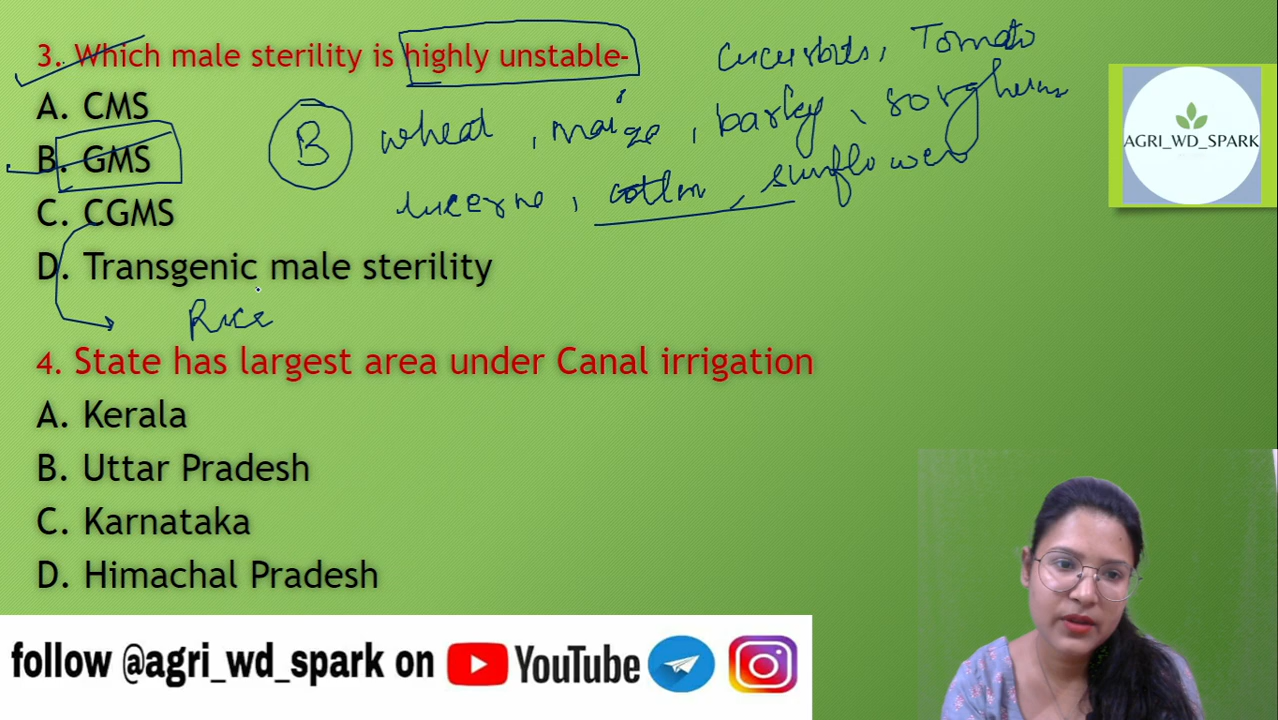 3. Which male sterility is highly unstable-
cucurbits, Tomato
A. CMS
B wheat, maize, barley, sorghum
B. GMS
lucerne, cotton, sunflower
C. CGMS
D. Transgenic male sterility
Rice
4. State has largest area under Canal irrigation
A. Kerala
B. Uttar Pradesh
C. Karnataka
D. Himachal Pradesh
AGRI_WD_SPARK
follow @agri_wd_spark on YouTube